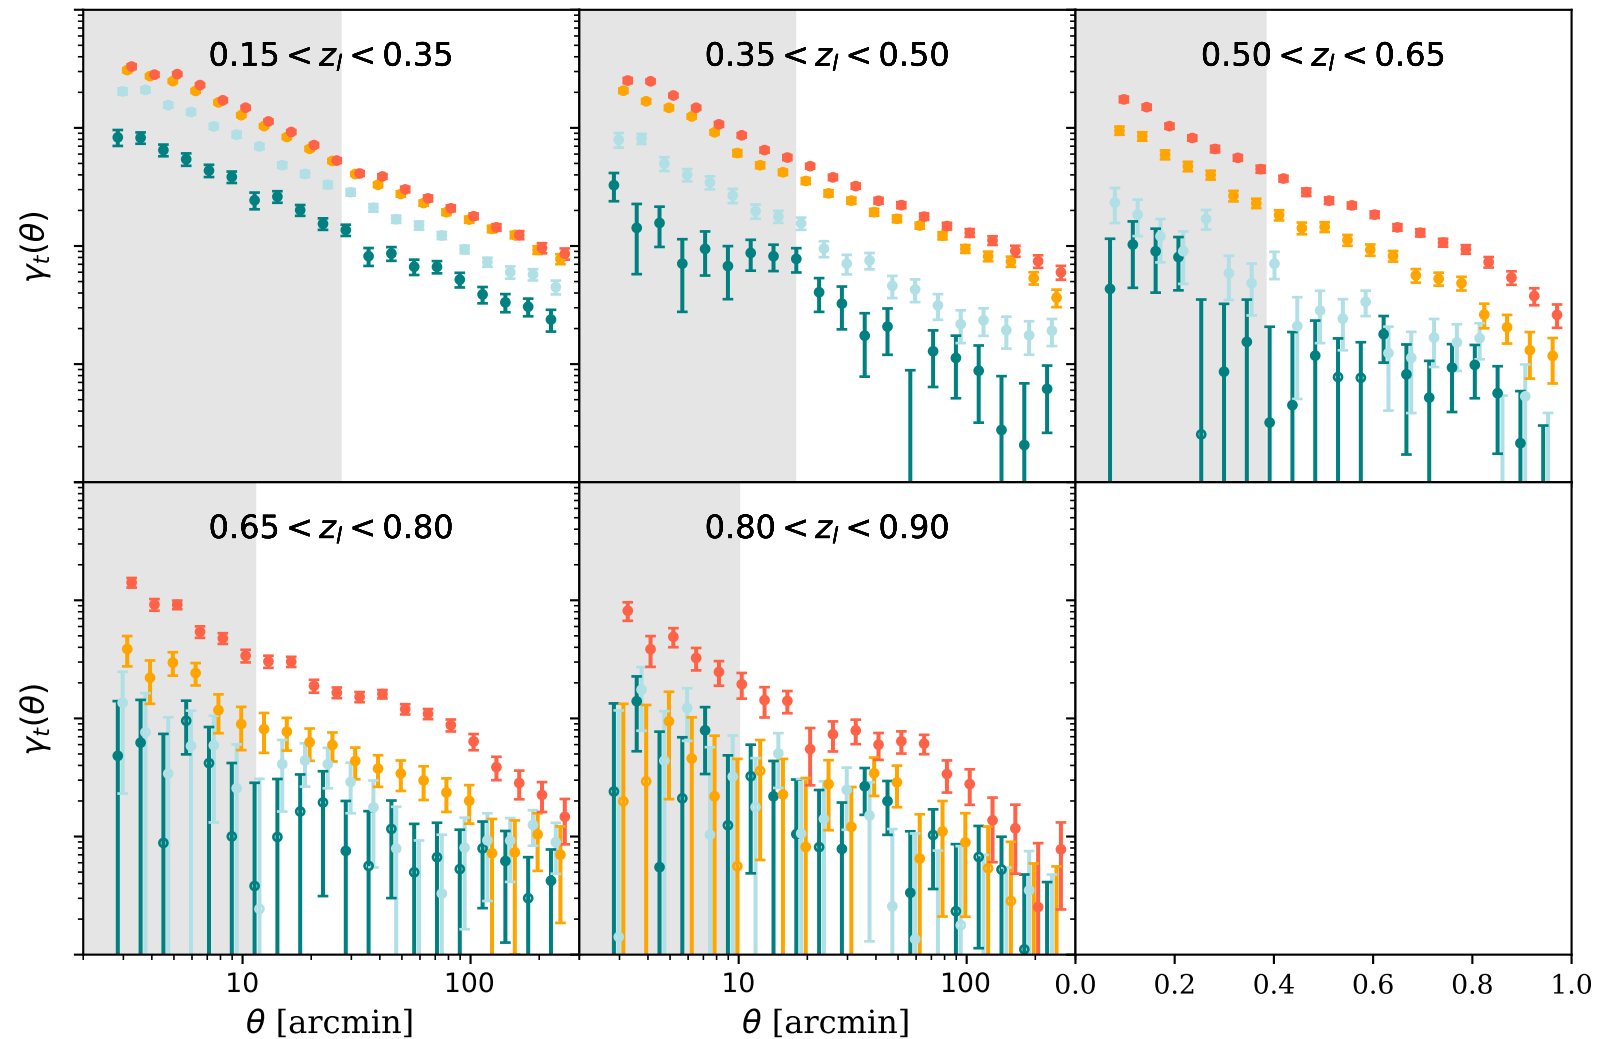 0.15 < z_l < 0.35
0.35 < z_l < 0.50
0.50 < z_l < 0.65
γ_t(θ)
0.65 < z_l < 0.80
0.80 < z_l < 0.90
γ_t(θ)
10 100 10 100 0.0 0.2 0.4 0.6 0.8 1.0
θ [arcmin] θ [arcmin]